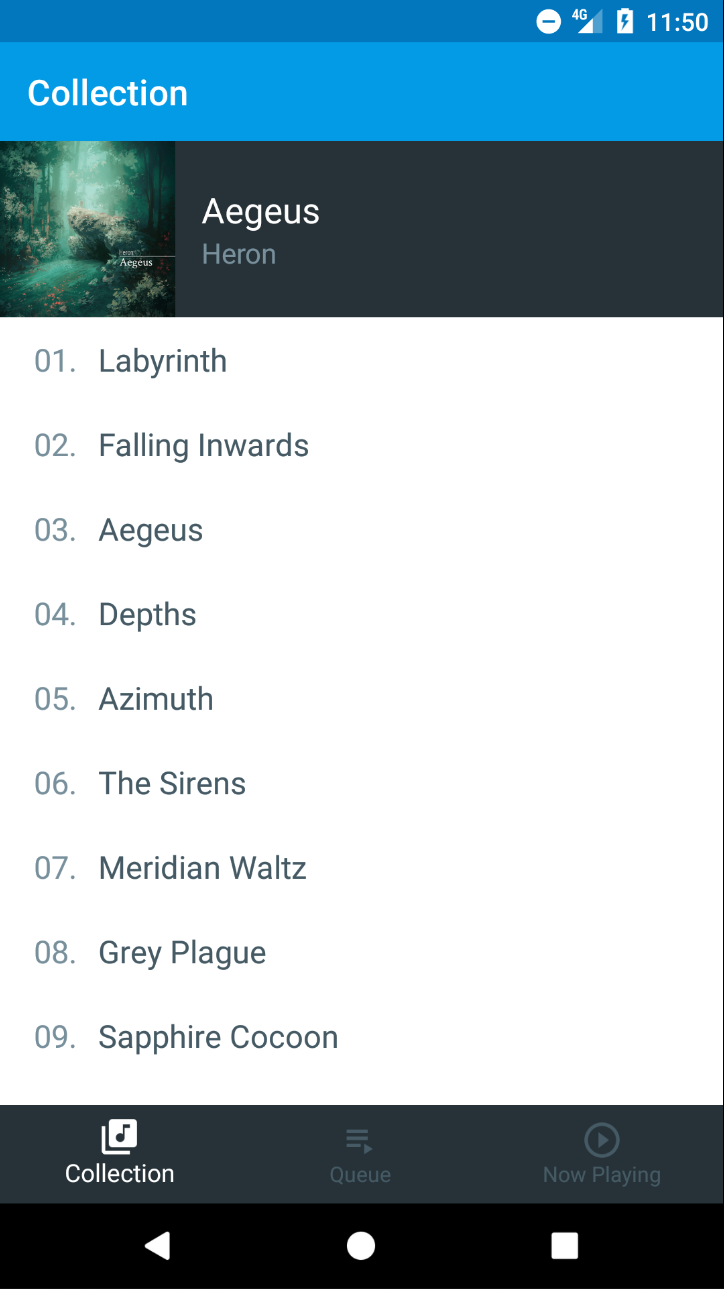 4G 11:50
Collection
Heron
Aegeus
Aegeus
Heron
01. Labyrinth
02. Falling Inwards
03. Aegeus
04. Depths
05. Azimuth
06. The Sirens
07. Meridian Waltz
08. Grey Plague
09. Sapphire Cocoon
Collection
Queue
Now Playing